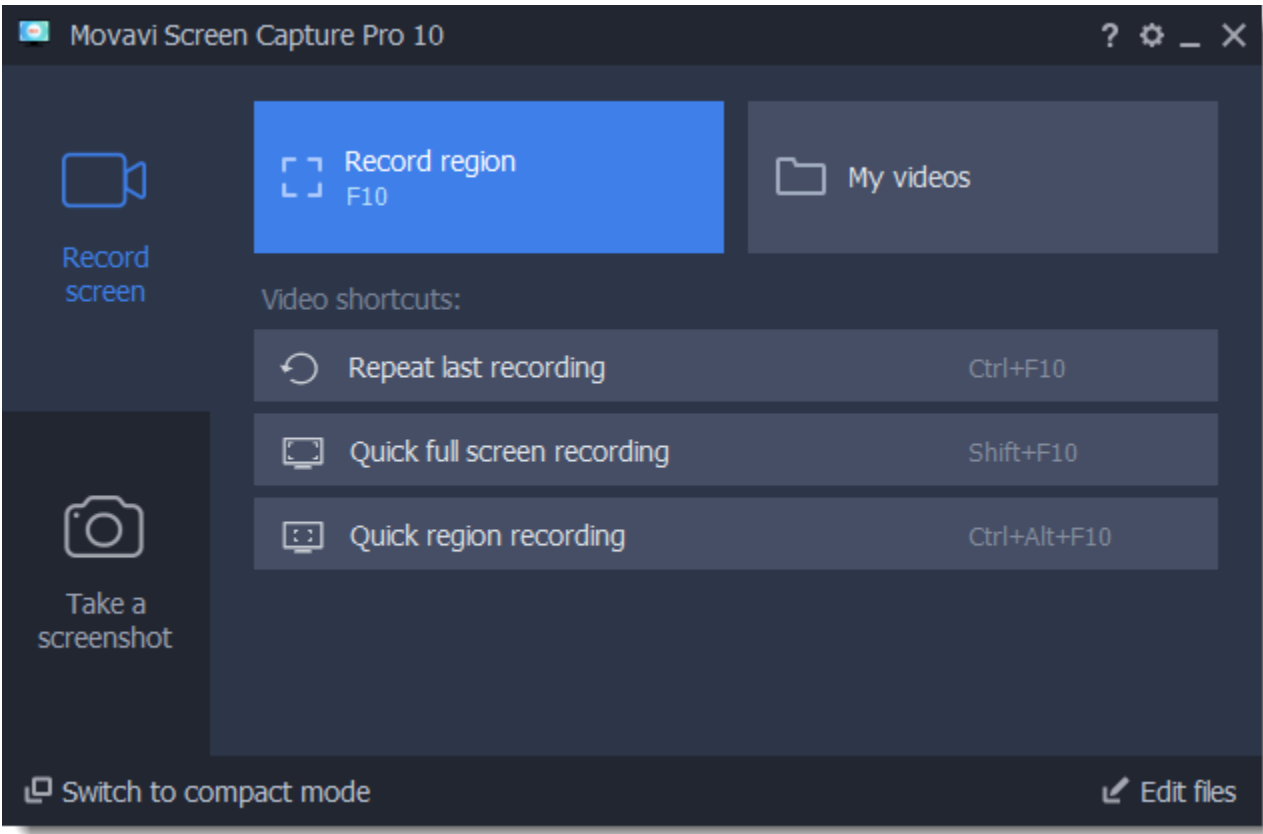 Movavi Screen Capture Pro 10
?
Record region
F10
My videos
Record
screen
Video shortcuts:
Repeat last recording Ctrl+F10
Quick full screen recording Shift+F10
Quick region recording Ctrl+Alt+F10
Take a
screenshot
Switch to compact mode
Edit files